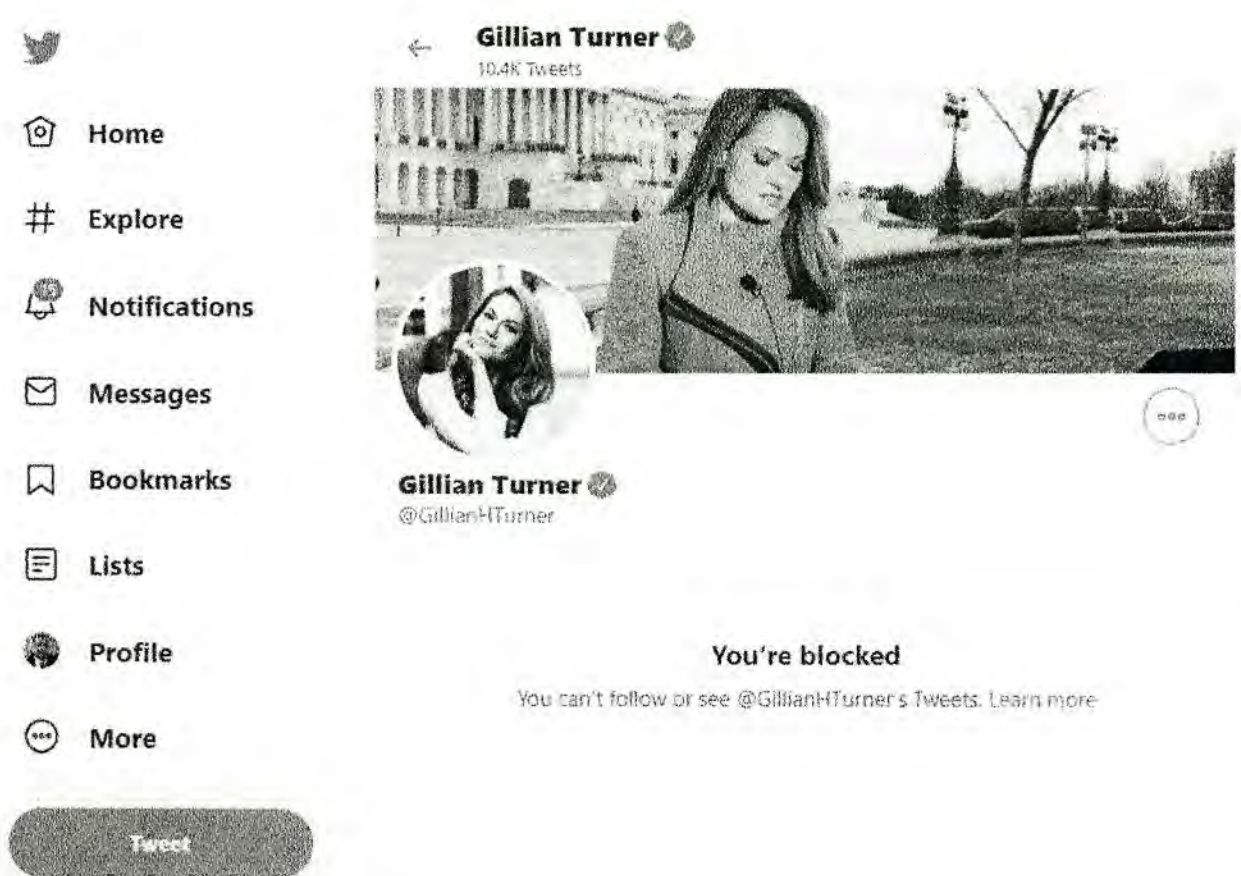 Gillian Turner
10.4K Tweets
Home
Explore
Notifications
Messages
Bookmarks
Lists
Profile
More
Tweet
Gillian Turner
@GillianHTurner
You're blocked
You can't follow or see @GillianHTurner's Tweets. Learn more